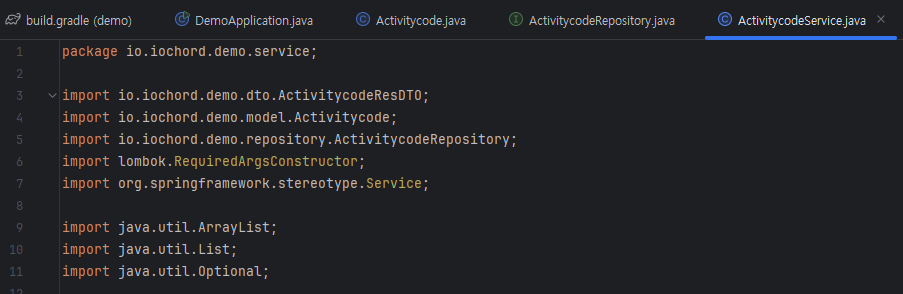 build.gradle (demo) DemoApplication.java Activitycode.java ActivitycodeRepository.java ActivitycodeService.java
1 package io.iochord.demo.service;
2
3 import io.iochord.demo.dto.ActivitycodeResDTO;
4 import io.iochord.demo.model.Activitycode;
5 import io.iochord.demo.repository.ActivitycodeRepository;
6 import lombok.RequiredArgsConstructor;
7 import org.springframework.stereotype.Service;
8
9 import java.util.ArrayList;
10 import java.util.List;
11 import java.util.Optional;
12